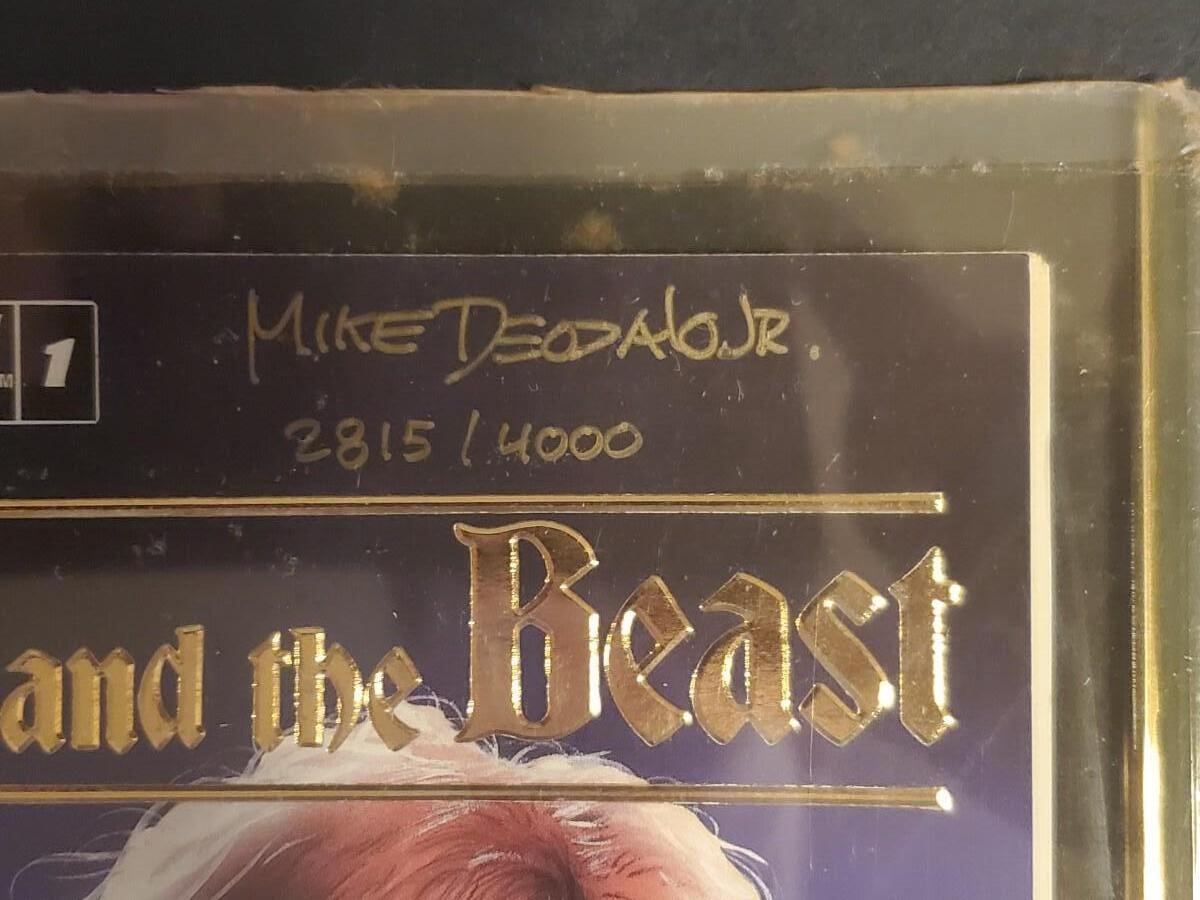 MIKE DEODATO JR.
1
2815 / 4000
and the Beast